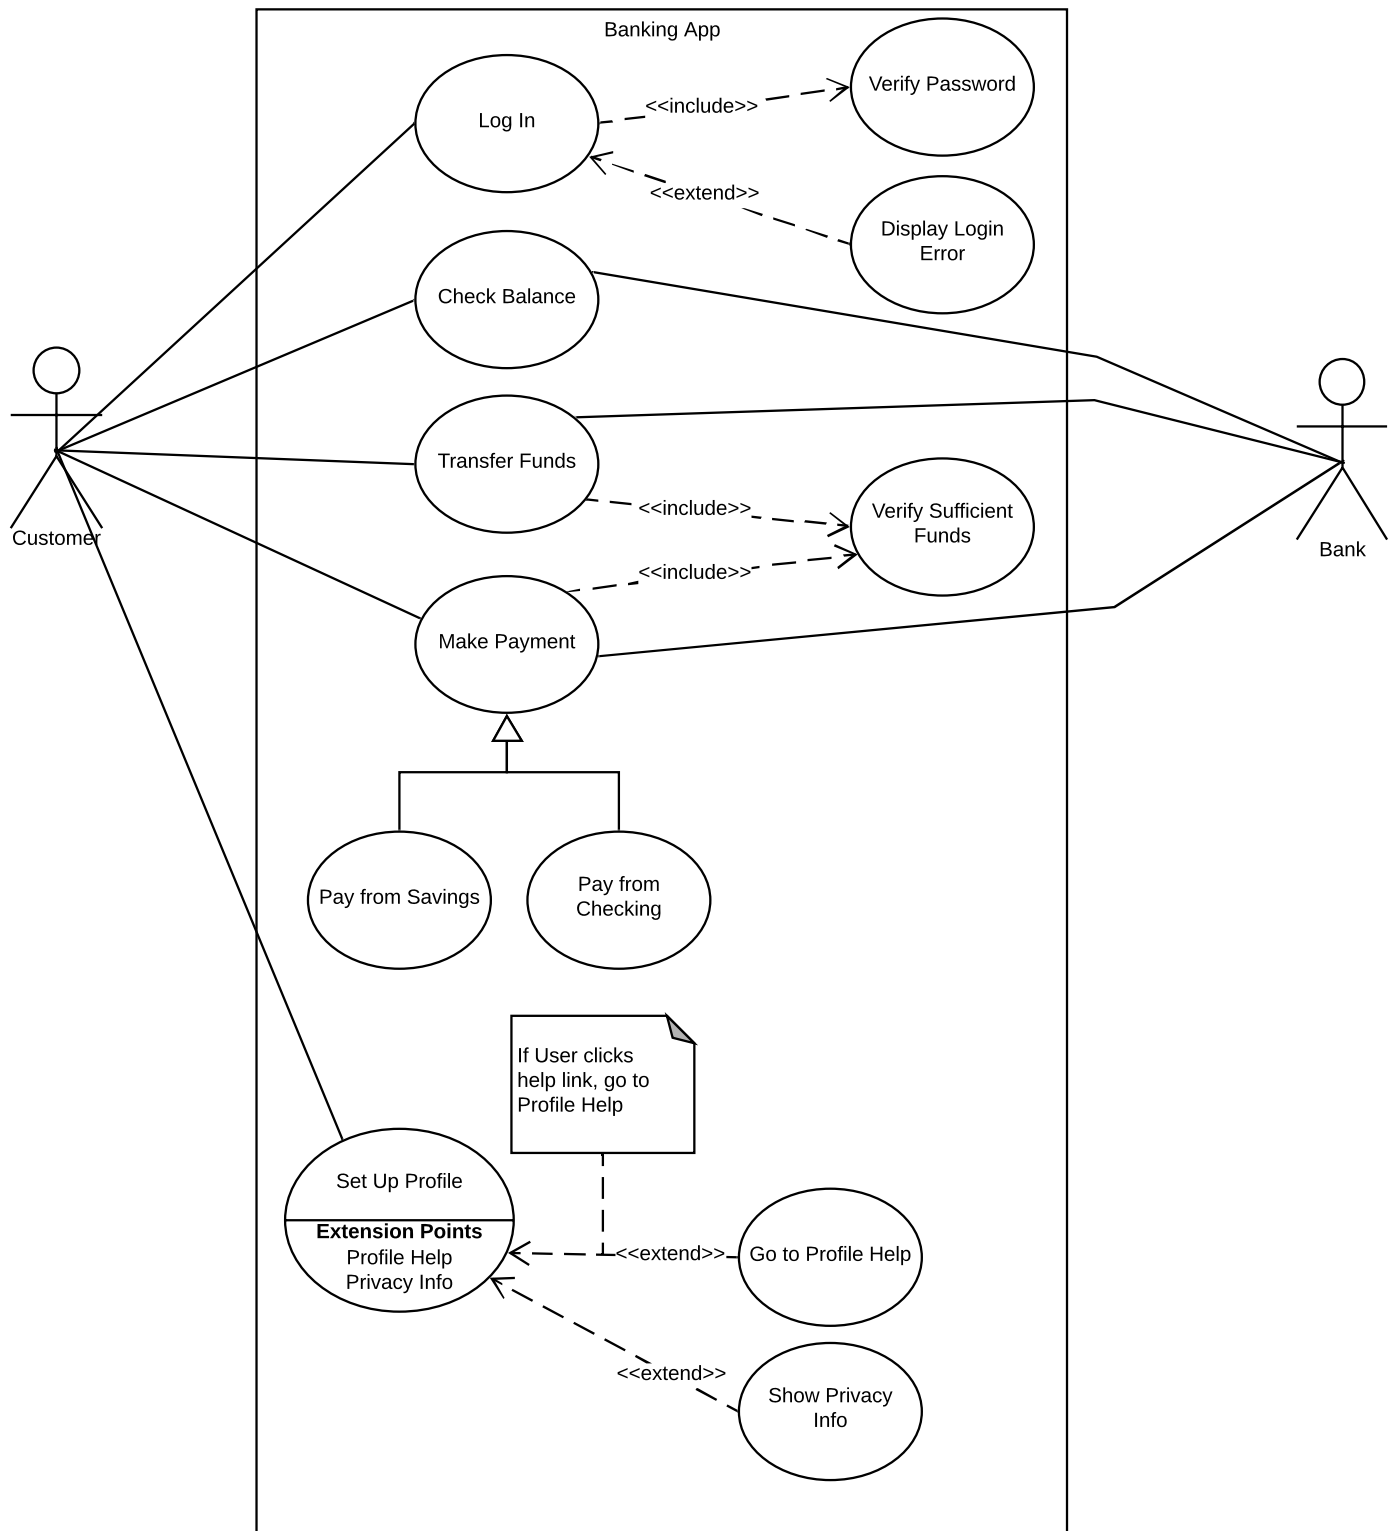 Banking App
Log In
<<include>>
Verify Password
<<extend>>
Display Login
Error
Check Balance
Transfer Funds
<<include>>
Verify Sufficient
Funds
Customer
Bank
<<include>>
Make Payment
Pay from Savings
Pay from
Checking
If User clicks
help link, go to
Profile Help
Set Up Profile
Extension Points
Profile Help
Privacy Info
<<extend>>
Go to Profile Help
<<extend>>
Show Privacy
Info